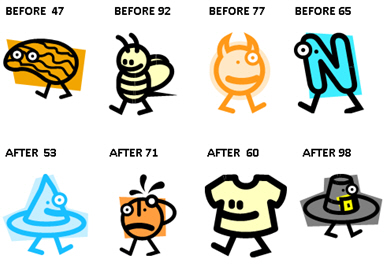 BEFORE 47
BEFORE 92
BEFORE 77
BEFORE 65
N
AFTER 53
AFTER 71
AFTER 60
AFTER 98